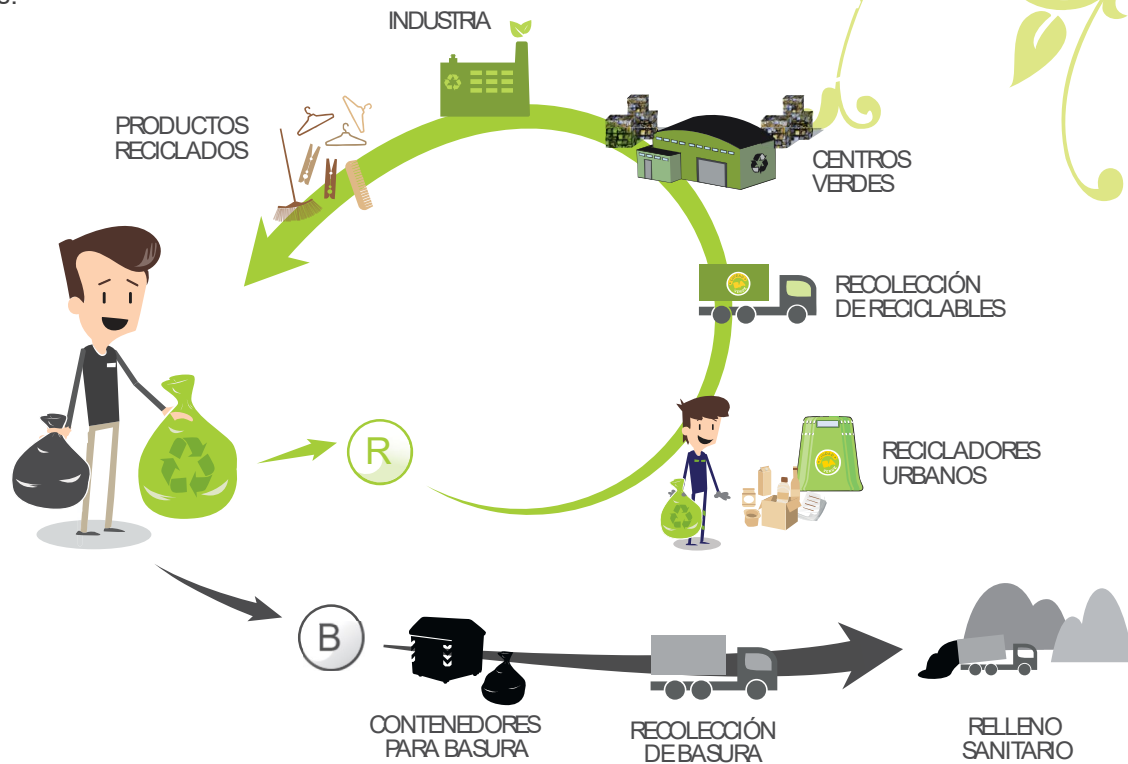 s.
INDUSTRIA
PRODUCTOS
RECICLADOS
CENTROS
VERDES
RECOLECCIÓN
DE RECICLABLES
R
RECICLADORES
URBANOS
B
CONTENEDORES
PARA BASURA
RECOLECCIÓN
DE BASURA
RELLENO
SANITARIO